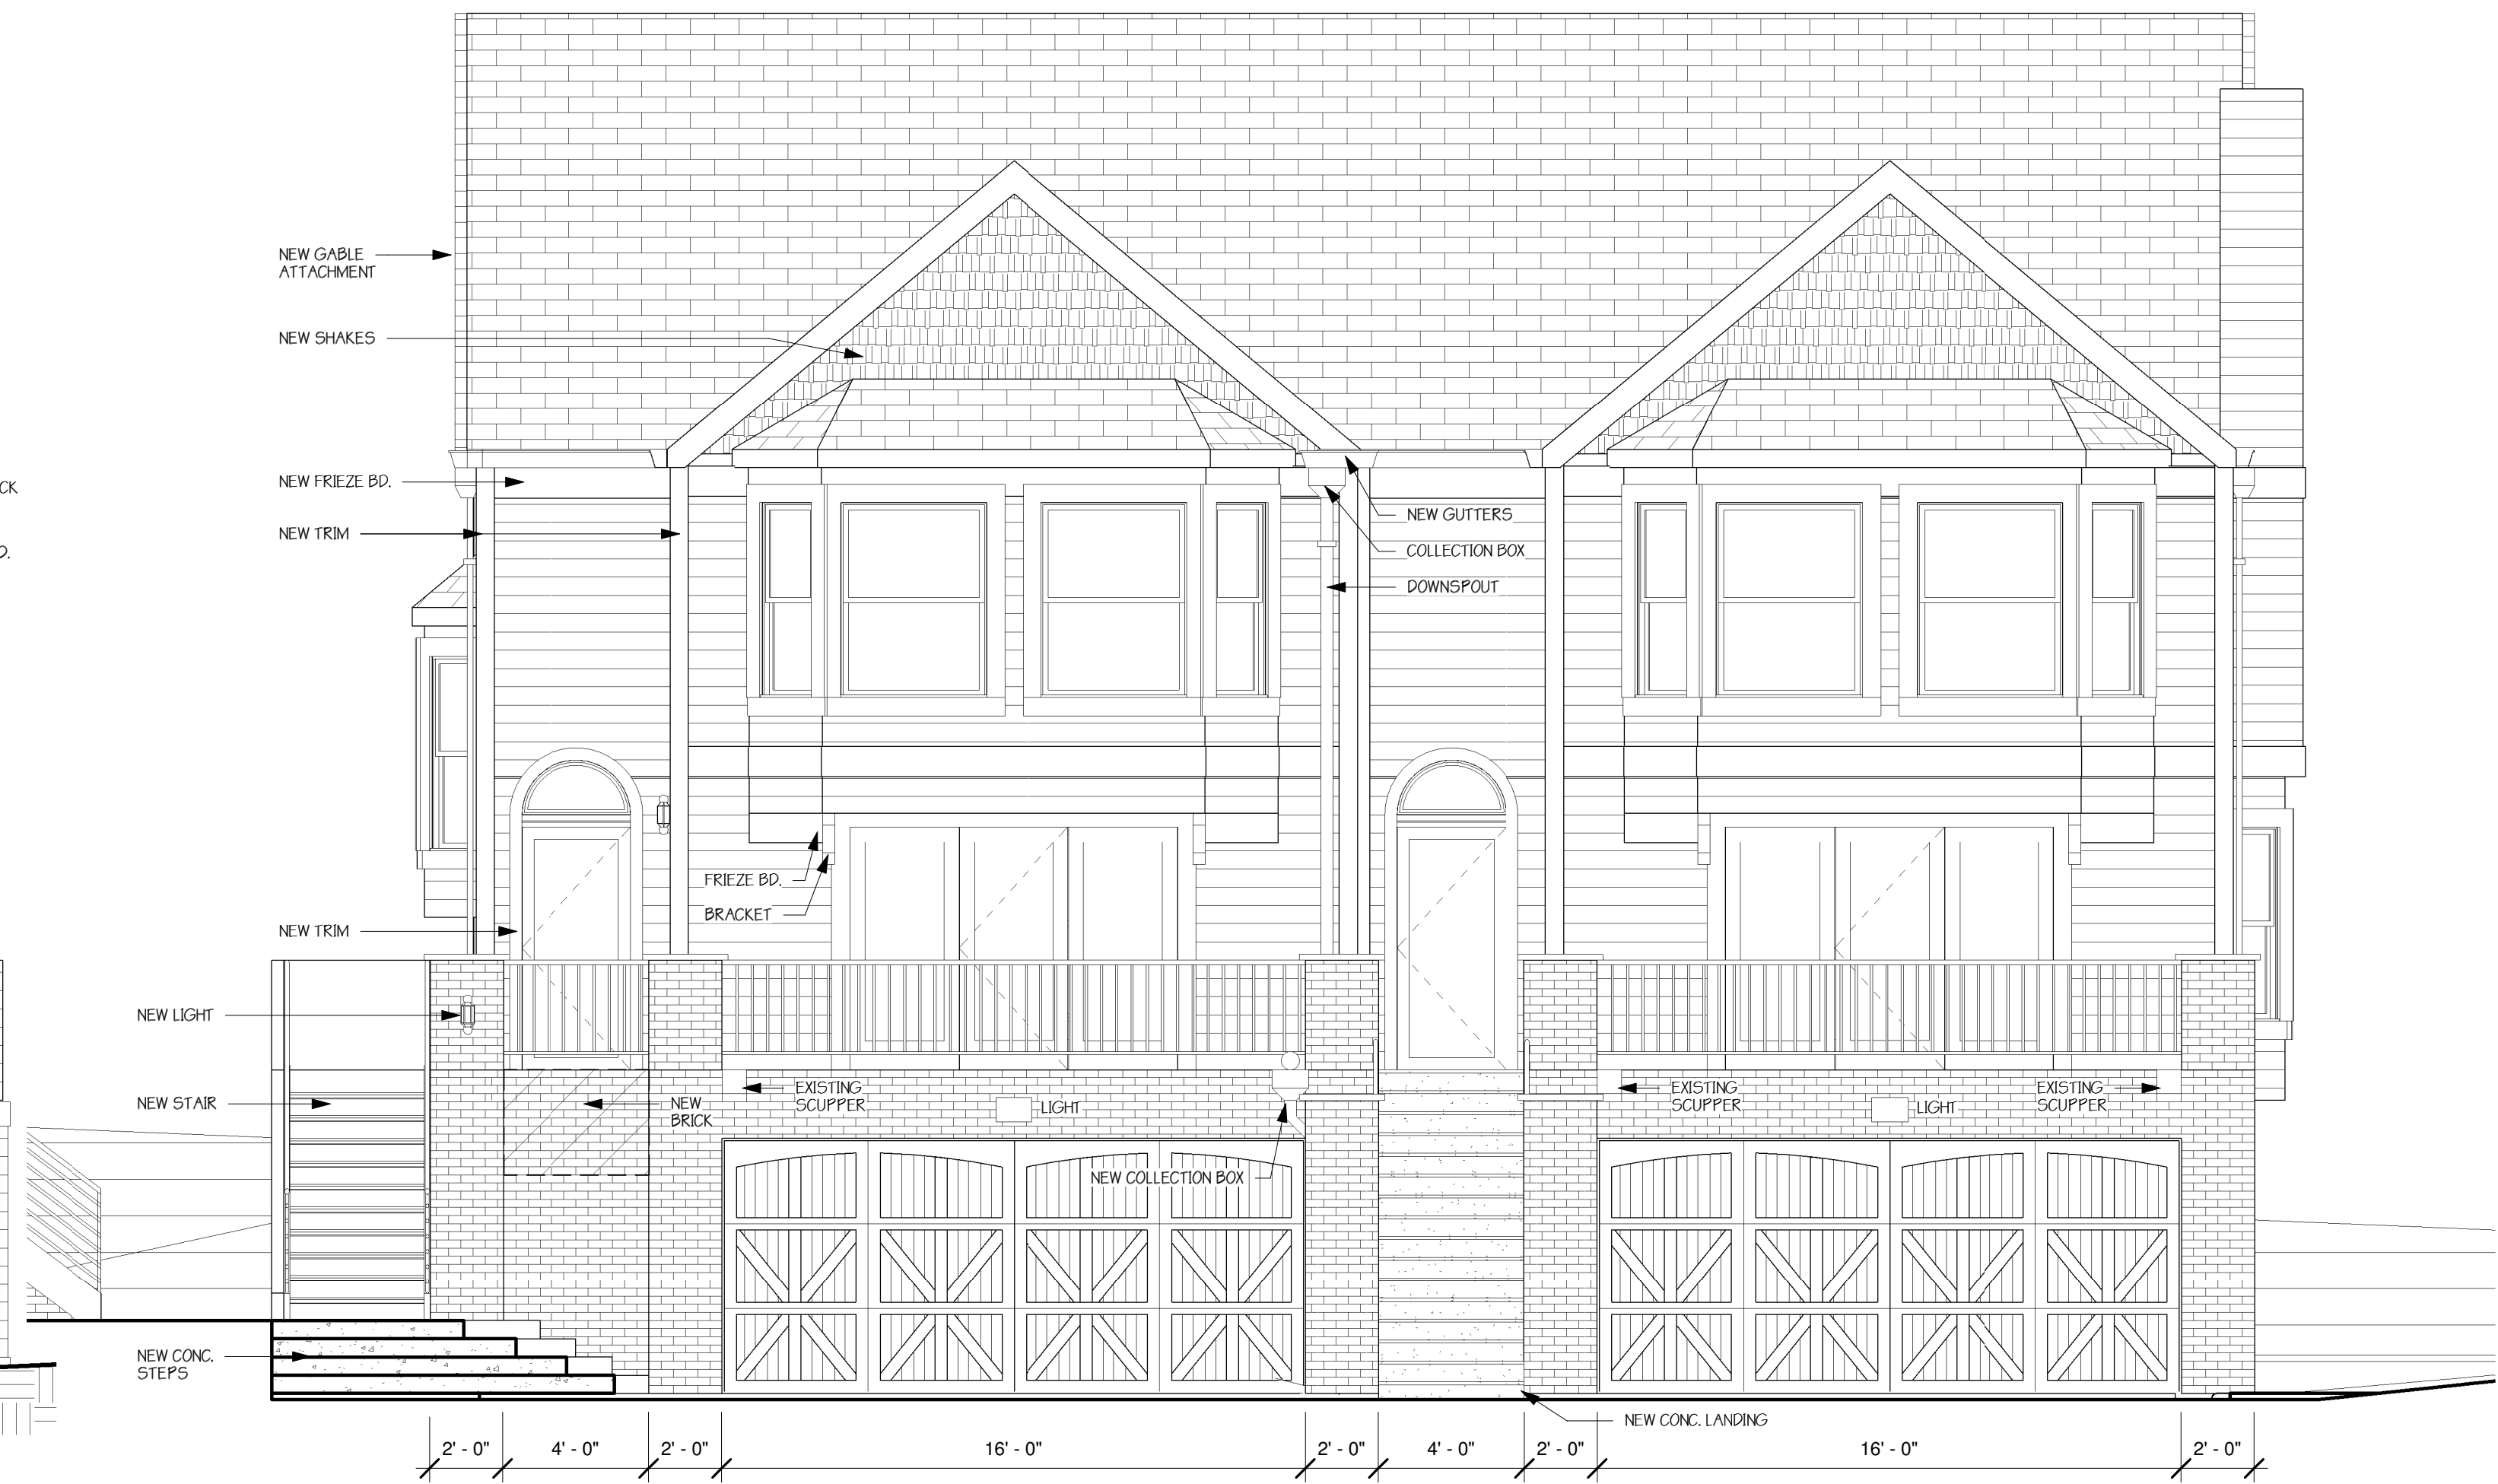 NEW GABLE
ATTACHMENT
NEW SHAKES
CK
NEW FRIEZE BD.
NEW TRIM
D.
NEW GUTTERS
COLLECTION BOX
DOWNSPOUT
FRIEZE BD.
BRACKET
NEW TRIM
NEW LIGHT
NEW STAIR
NEW
BRICK
EXISTING
SCUPPER
LIGHT
EXISTING
SCUPPER
LIGHT
EXISTING
SCUPPER
NEW COLLECTION BOX
NEW CONC.
STEPS
NEW CONC. LANDING
2' - 0" 4' - 0" 2' - 0" 16' - 0" 2' - 0" 4' - 0" 2' - 0" 16' - 0" 2' - 0"